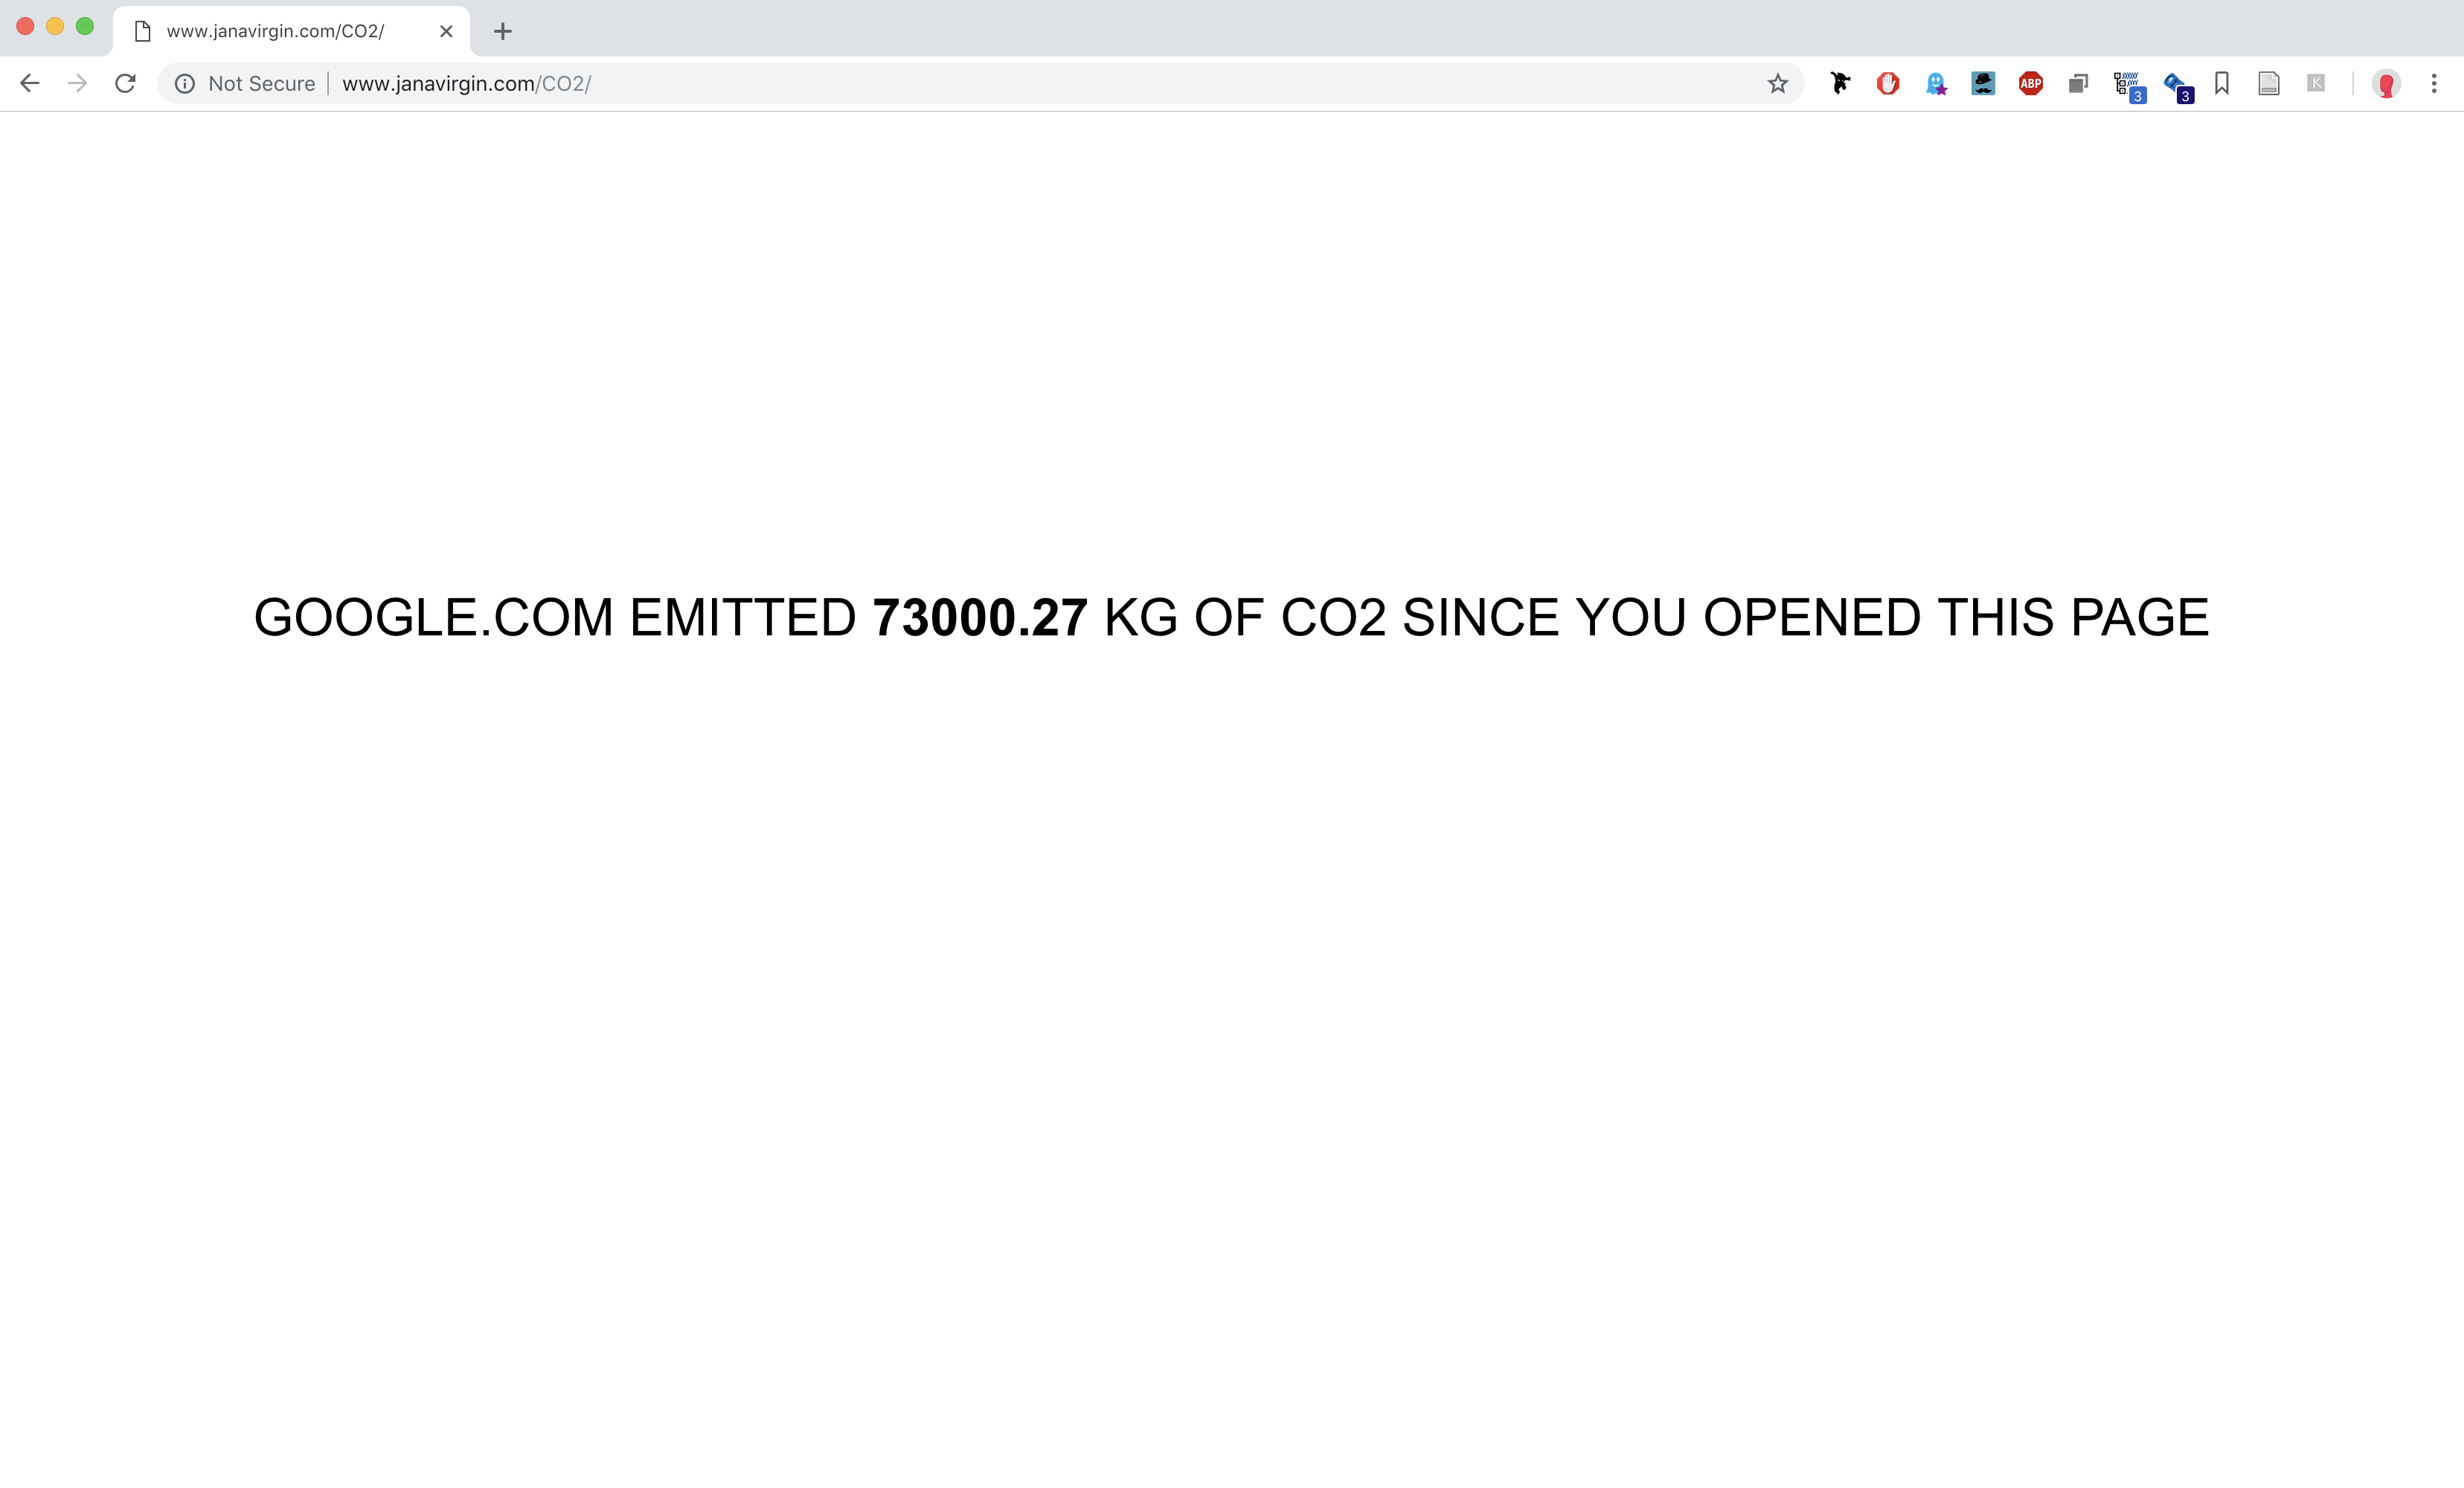 www.janavirgin.com/CO2/
Not Secure www.janavirgin.com/CO2/
ABP
3
3
K
GOOGLE.COM EMITTED 73000.27 KG OF CO2 SINCE YOU OPENED THIS PAGE